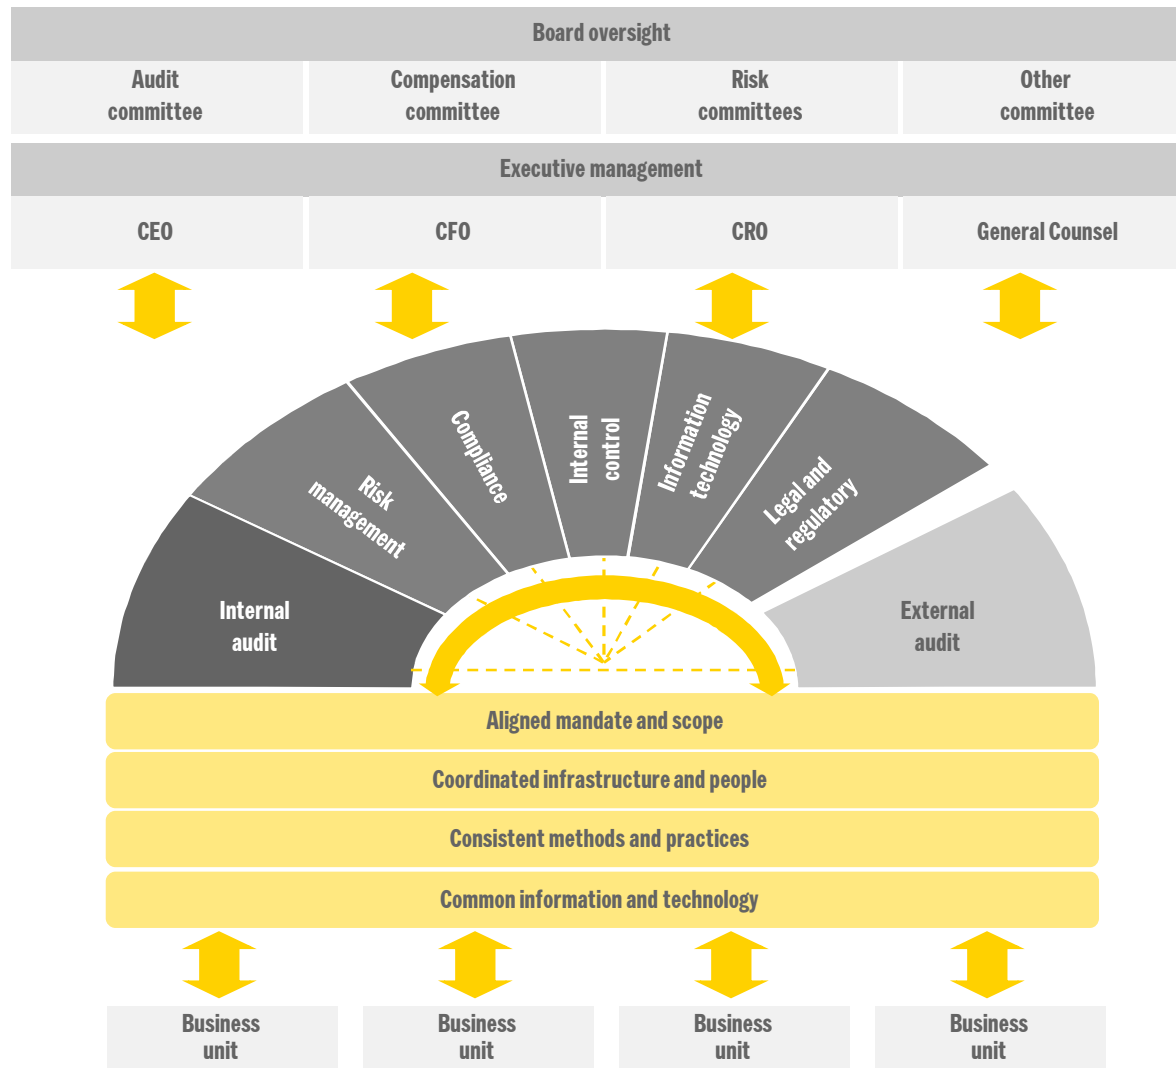 Board oversight
Audit
committee
Compensation
committee
Risk
committees
Other
committee
Executive management
CEO
CFO
CRO
General Counsel
Internal
audit
Risk
management
Compliance
Internal
control
Information
technology
Legal and
regulatory
External
audit
Aligned mandate and scope
Coordinated infrastructure and people
Consistent methods and practices
Common information and technology
Business
unit
Business
unit
Business
unit
Business
unit